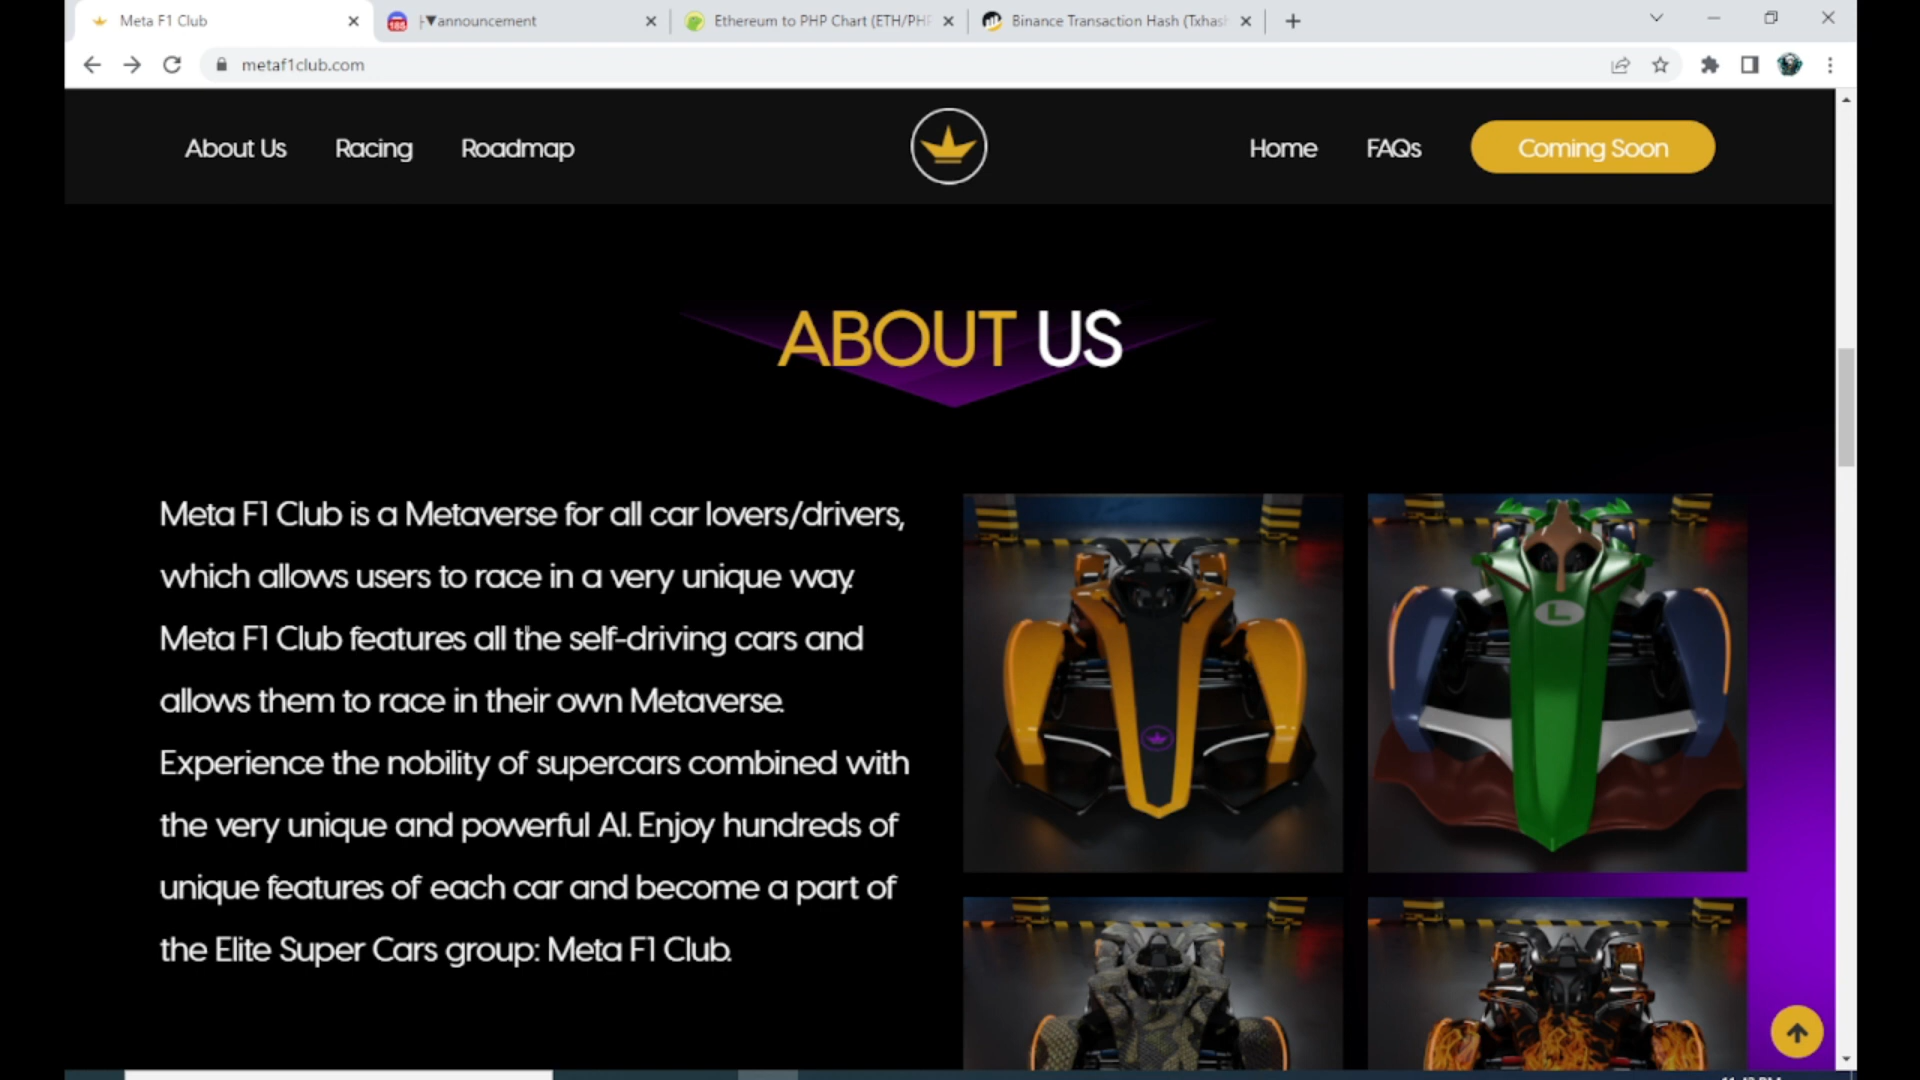 Meta F1 Club
▼announcement
Ethereum to PHP Chart (ETH/PHP
Binance Transaction Hash (Txhash
metaf1club.com
About Us
Racing
Roadmap
Home
FAQs
Coming Soon
ABOUT US
Meta F1 Club is a Metaverse for all car lovers/drivers,
which allows users to race in a very unique way.
Meta F1 Club features all the self-driving cars and
allows them to race in their own Metaverse.
Experience the nobility of supercars combined with
the very unique and powerful AI. Enjoy hundreds of
unique features of each car and become a part of
the Elite Super Cars group: Meta F1 Club.
L